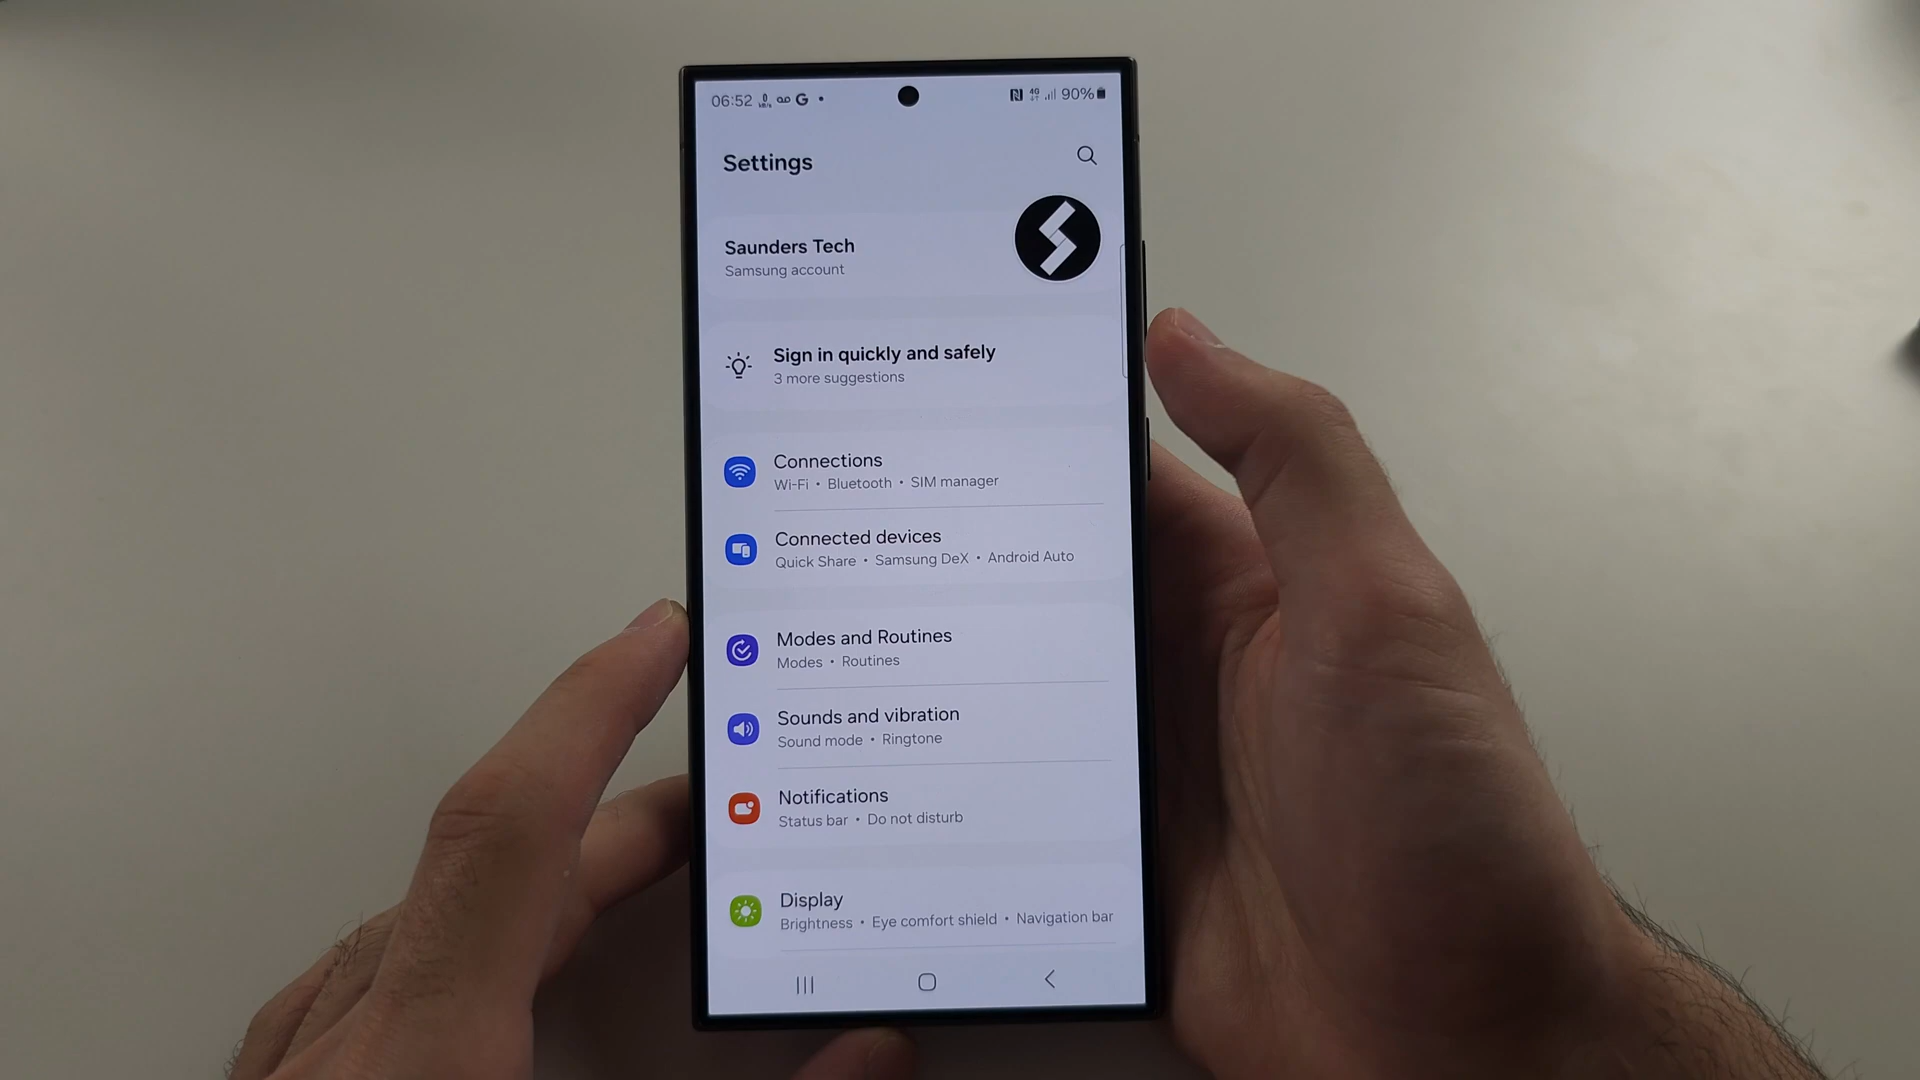 06:52 G 4G 90%
Settings
Saunders Tech
Samsung account
Sign in quickly and safely
3 more suggestions
Connections
Wi-Fi • Bluetooth • SIM manager
Connected devices
Quick Share • Samsung DeX • Android Auto
Modes and Routines
Modes • Routines
Sounds and vibration
Sound mode • Ringtone
Notifications
Status bar • Do not disturb
Display
Brightness • Eye comfort shield • Navigation bar